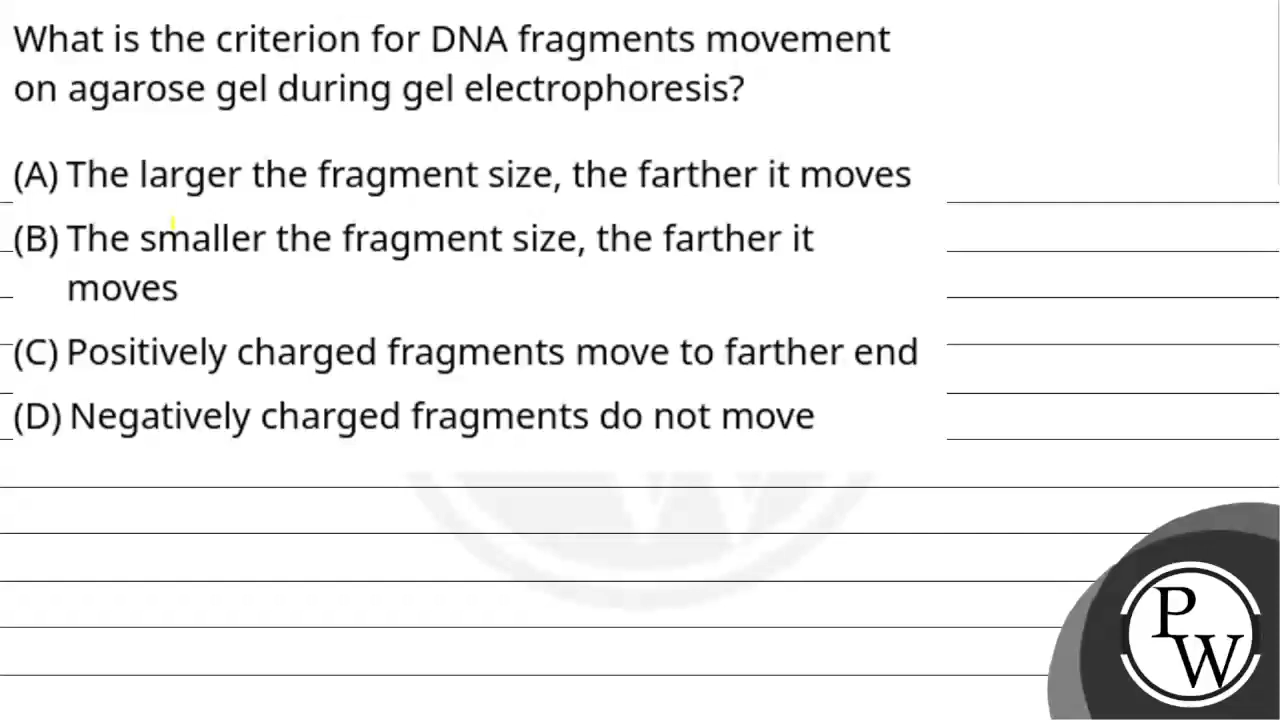 What is the criterion for DNA fragments movement
on agarose gel during gel electrophoresis?
(A) The larger the fragment size, the farther it moves
(B) The smaller the fragment size, the farther it
moves
(C) Positively charged fragments move to farther end
(D) Negatively charged fragments do not move
P
W